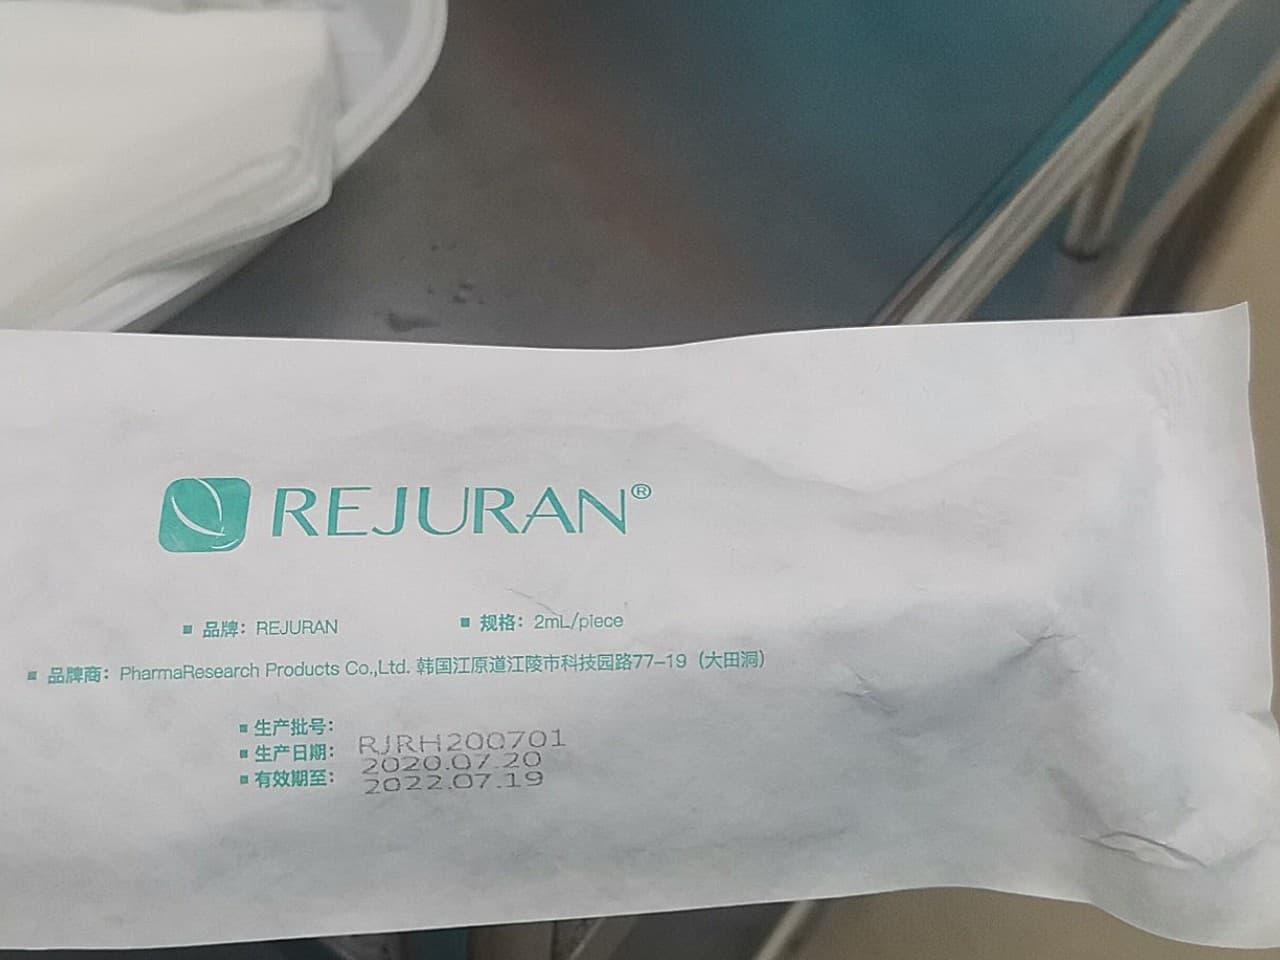 REJURAN®
▪ 品牌：REJURAN ▪ 规格：2mL/piece
▪ 品牌商：PharmaResearch Products Co.,Ltd. 韩国江原道江陵市科技园路77-19（大田洞）
▪ 生产批号：RJRH200701
▪ 生产日期：2020.07.20
▪ 有效期至：2022.07.19